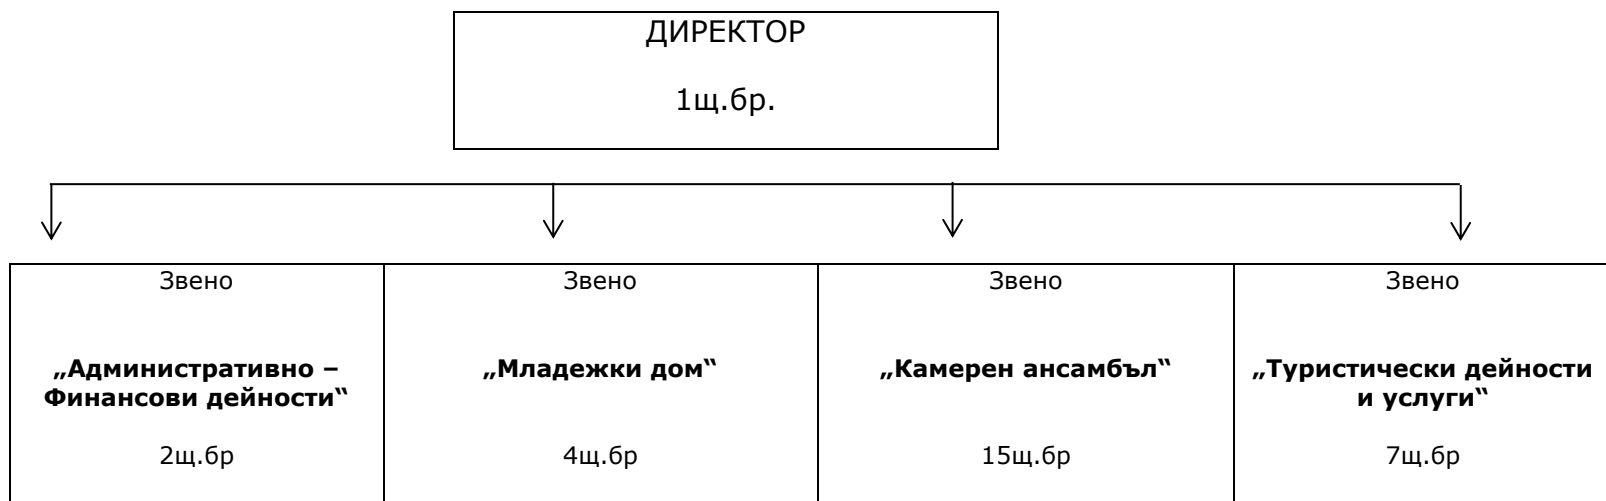 ДИРЕКТОР
1щ.бр.
Звено
„Административно –
Финансови дейности“
2щ.бр
Звено
„Младежки дом“
4щ.бр
Звено
„Камерен ансамбъл“
15щ.бр
Звено
„Туристически дейности
и услуги“
7щ.бр